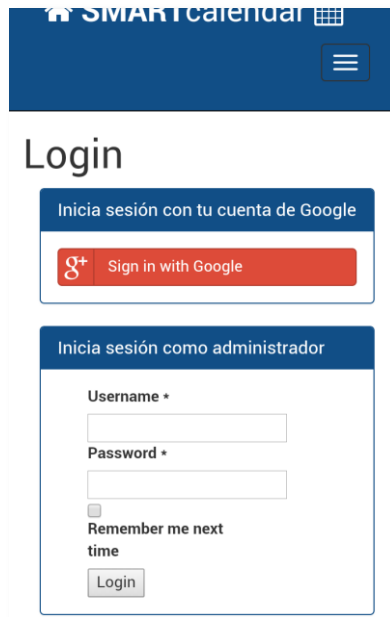 SMARTcalendar
Login
Inicia sesión con tu cuenta de Google
g+ Sign in with Google
Inicia sesión como administrador
Username *
Password *
Remember me next
time
Login